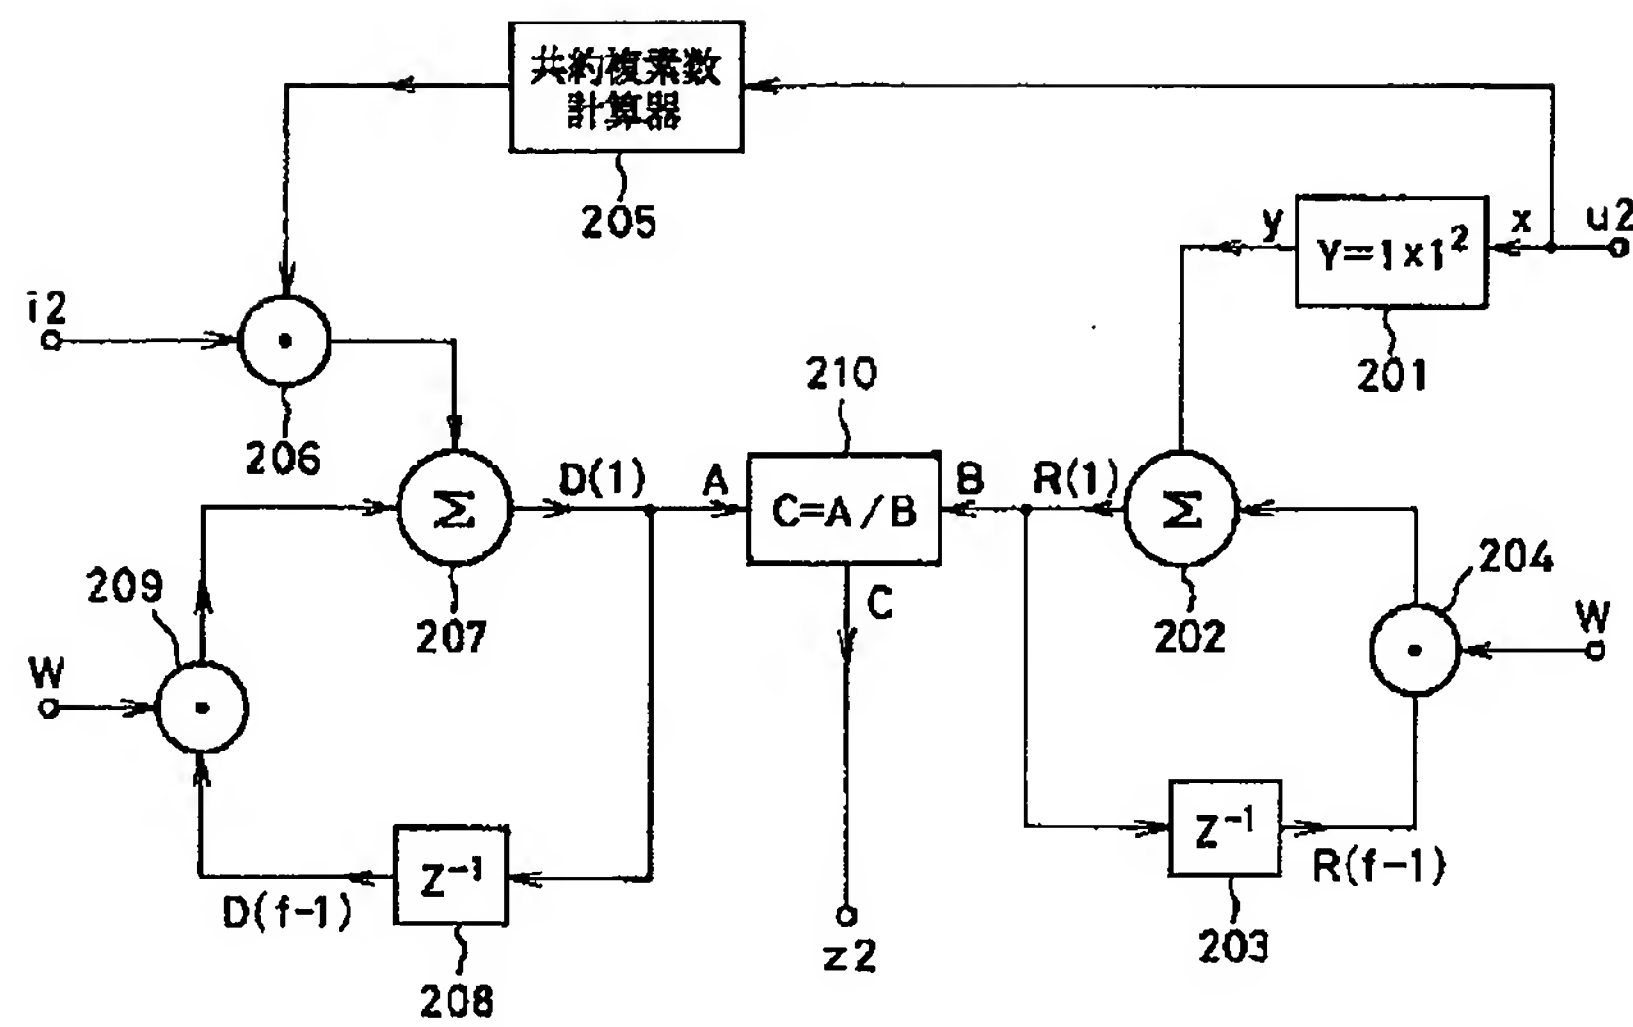 共約複素数
計算器
205
y
Y=1x1²
x
u2
201
i2
206
210
D(1)
A
C=A/B
B
R(1)
Σ
Σ
207
202
204
209
C
W
W
Z⁻¹
R(f-1)
203
Z⁻¹
D(f-1)
208
z2